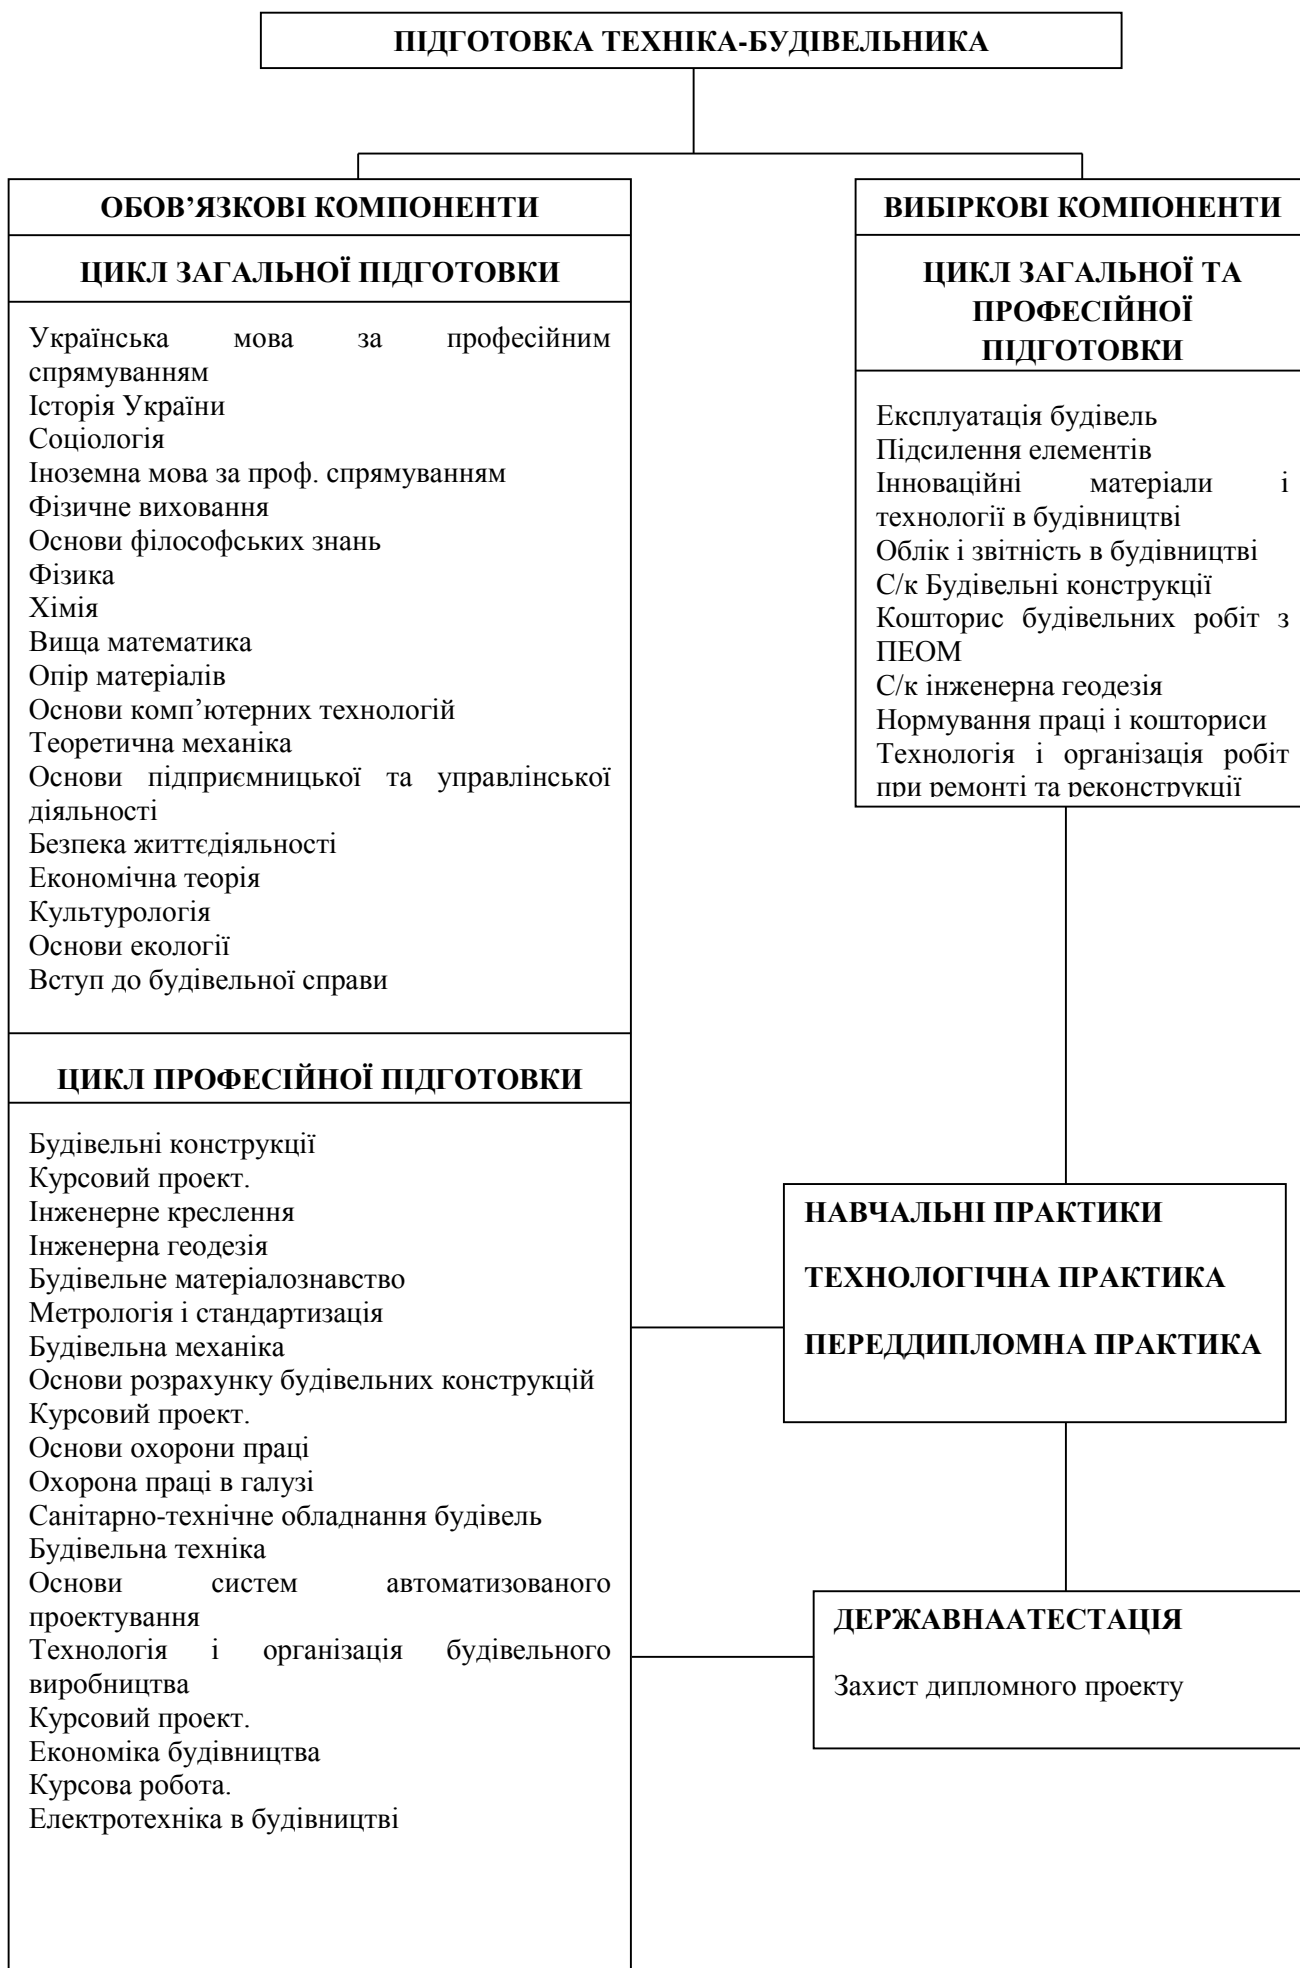 ПІДГОТОВКА ТЕХНІКА-БУДІВЕЛЬНИКА
ОБОВ’ЯЗКОВІ КОМПОНЕНТИ
ЦИКЛ ЗАГАЛЬНОЇ ПІДГОТОВКИ
Українська мова за професійним
спрямуванням
Історія України
Соціологія
Іноземна мова за проф. спрямуванням
Фізичне виховання
Основи філософських знань
Фізика
Хімія
Вища математика
Опір матеріалів
Основи комп’ютерних технологій
Теоретична механіка
Основи підприємницької та управлінської
діяльності
Безпека життєдіяльності
Економічна теорія
Культурологія
Основи екології
Вступ до будівельної справи
ЦИКЛ ПРОФЕСІЙНОЇ ПІДГОТОВКИ
Будівельні конструкції
Курсовий проект.
Інженерне креслення
Інженерна геодезія
Будівельне матеріалознавство
Метрологія і стандартизація
Будівельна механіка
Основи розрахунку будівельних конструкцій
Курсовий проект.
Основи охорони праці
Охорона праці в галузі
Санітарно-технічне обладнання будівель
Будівельна техніка
Основи систем автоматизованого
проектування
Технологія і організація будівельного
виробництва
Курсовий проект.
Економіка будівництва
Курсова робота.
Електротехніка в будівництві
ВИБІРКОВІ КОМПОНЕНТИ
ЦИКЛ ЗАГАЛЬНОЇ ТА
ПРОФЕСІЙНОЇ
ПІДГОТОВКИ
Експлуатація будівель
Підсилення елементів
Інноваційні матеріали і
технології в будівництві
Облік і звітність в будівництві
С/к Будівельні конструкції
Кошторис будівельних робіт з
ПЕОМ
С/к інженерна геодезія
Нормування праці і кошториси
Технологія і організація робіт
при ремонті та реконструкції
НАВЧАЛЬНІ ПРАКТИКИ
ТЕХНОЛОГІЧНА ПРАКТИКА
ПЕРЕДДИПЛОМНА ПРАКТИКА
ДЕРЖАВНААТЕСТАЦІЯ
Захист дипломного проекту